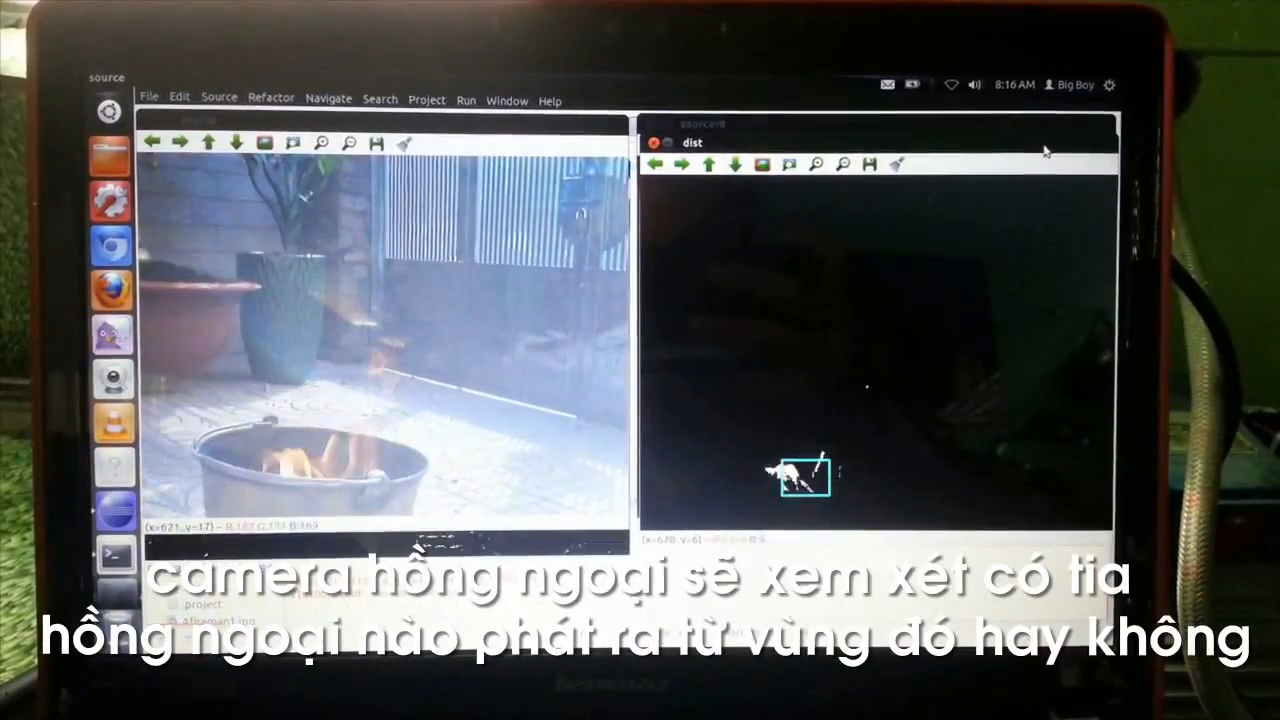 source
File Edit Source Refactor Navigate Search Project Run Window Help
8:16 AM Big Boy
dist
.project
camera hồng ngoại sẽ xem xét có tia
hồng ngoại nào phát ra từ vùng đó hay không